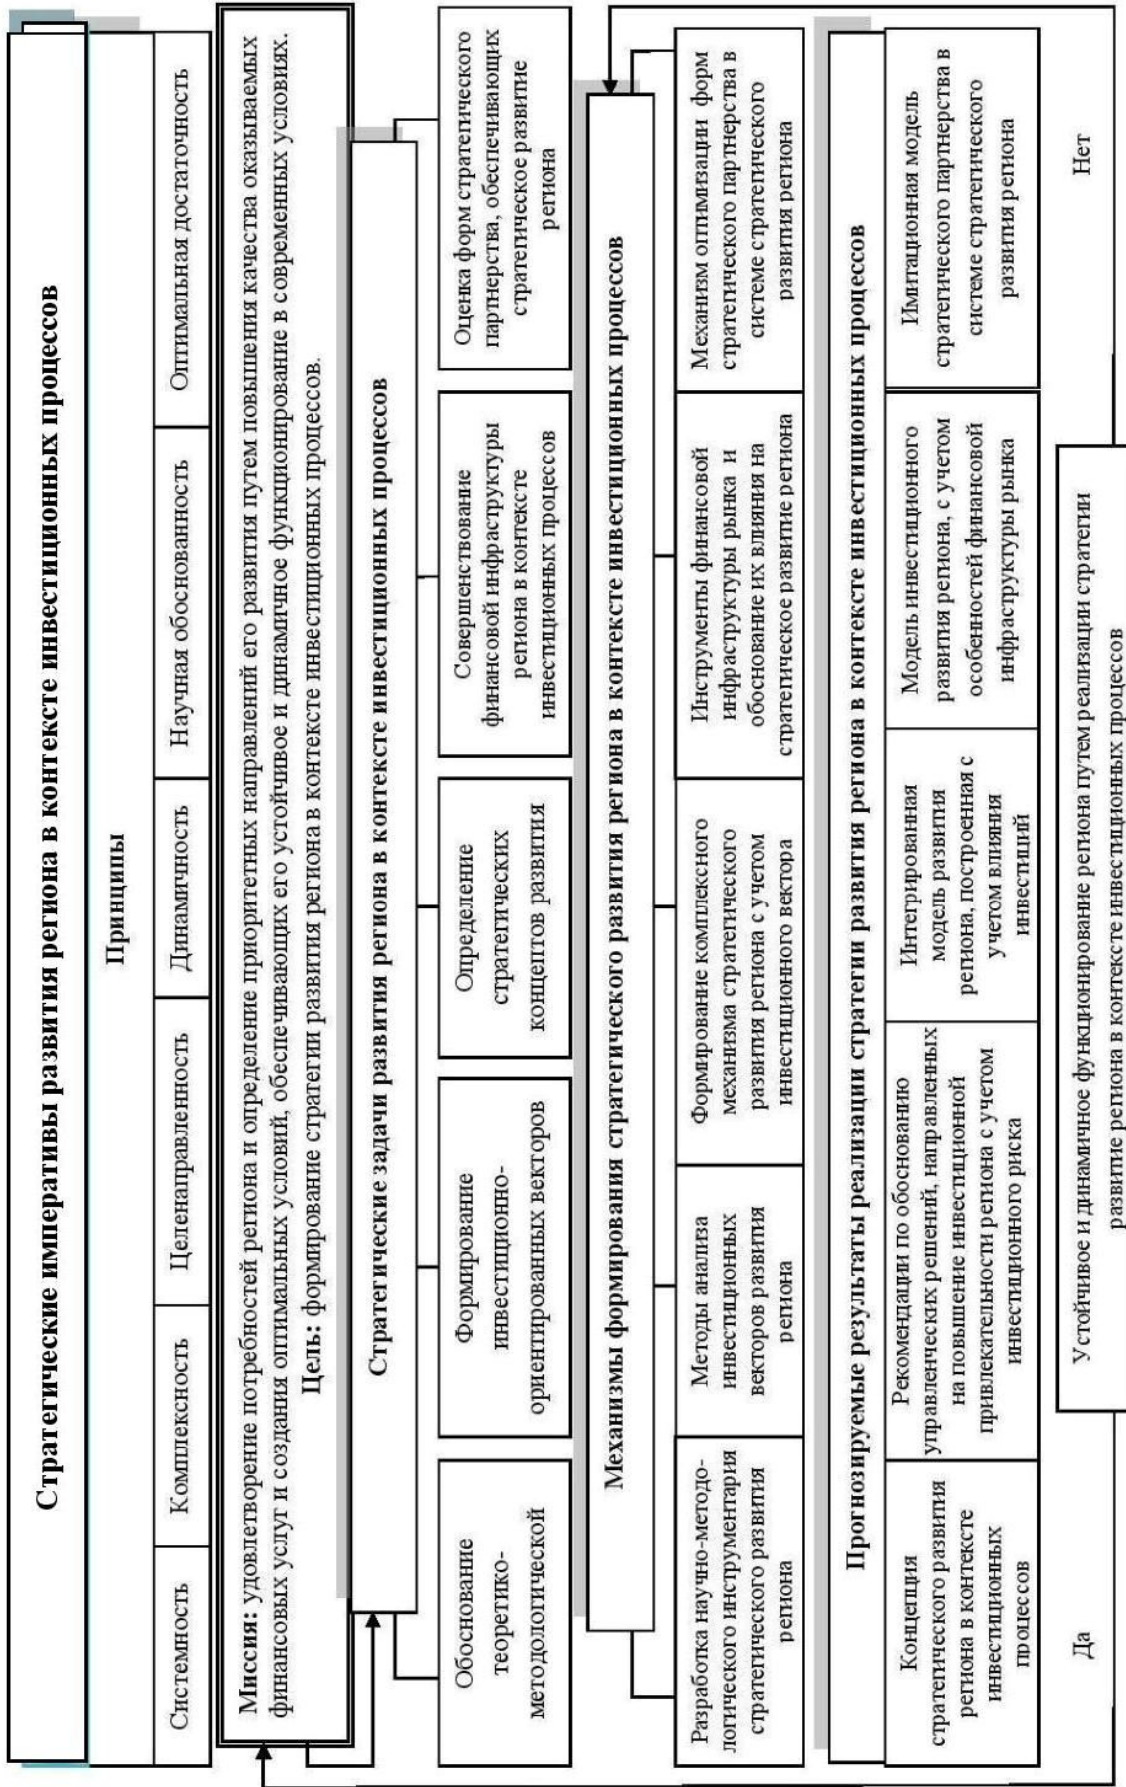 Стратегические императивы развития региона в контексте инвестиционных процессов
Принципы
Системность
Комплексность
Целенаправленность
Динамичность
Научная обоснованность
Оптимальная достаточность
Миссия: удовлетворение потребностей региона и определение приоритетных направлений его развития путем повышения качества оказываемых
финансовых услуг и создания оптимальных условий, обеспечивающих его устойчивое и динамичное функционирование в современных условиях.
Цель: формирование стратегии развития региона в контексте инвестиционных процессов.
Стратегические задачи развития региона в контексте инвестиционных процессов
Обоснование
теоретико-
методологической
Формирование
инвестиционно-
ориентированных векторов
Определение
стратегических
концептов развития
Совершенствование
финансовой инфраструктуры
региона в контексте
инвестиционных процессов
Оценка форм стратегического
партнерства, обеспечивающих
стратегическое развитие
региона
Механизмы формирования стратегического развития региона в контексте инвестиционных процессов
Разработка научно-методо-
логического инструментария
стратегического развития
региона
Методы анализа
инвестиционных
векторов развития
региона
Формирование комплексного
механизма стратегического
развития региона с учетом
инвестиционного вектора
Инструменты финансовой
инфраструктуры рынка и
обоснование их влияния на
стратегическое развитие региона
Механизм оптимизации форм
стратегического партнерства в
системе стратегического
развития региона
Прогнозируемые результаты реализации стратегии развития региона в контексте инвестиционных процессов
Концепция
стратегического развития
региона в контексте
инвестиционных
процессов
Рекомендации по обоснованию
управленческих решений, направленных
на повышение инвестиционной
привлекательности региона с учетом
инвестиционного риска
Интегрированная
модель развития
региона, построенная с
учетом влияния
инвестиций
Модель инвестиционного
развития региона, с учетом
особенностей финансовой
инфраструктуры рынка
Имитационная модель
стратегического партнерства в
системе стратегического
развития региона
Да
Устойчивое и динамичное функционирование региона путем реализации стратегии
развитие региона в контексте инвестиционных процессов
Нет